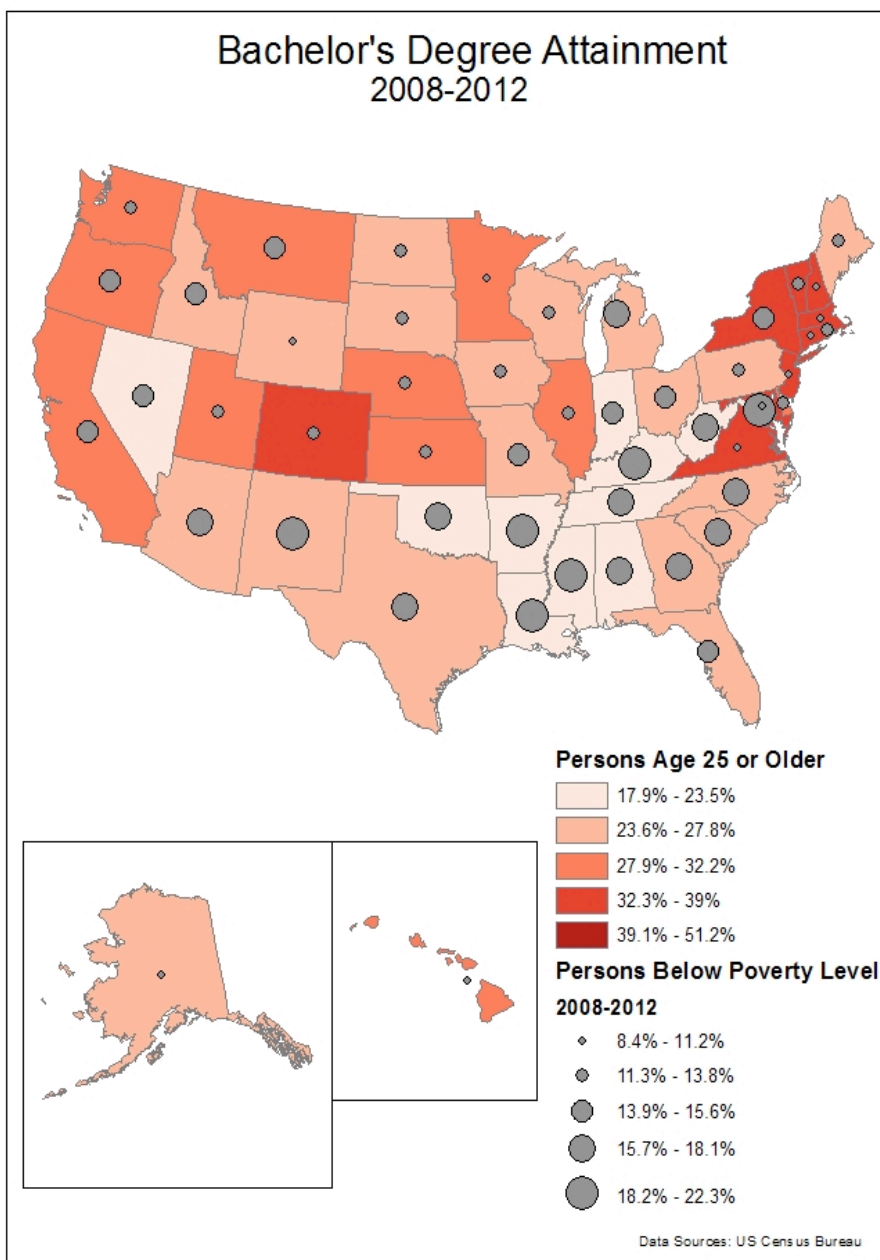 Bachelor's Degree Attainment
2008-2012
Persons Age 25 or Older
17.9% - 23.5%
23.6% - 27.8%
27.9% - 32.2%
32.3% - 39%
39.1% - 51.2%
Persons Below Poverty Level
2008-2012
8.4% - 11.2%
11.3% - 13.8%
13.9% - 15.6%
15.7% - 18.1%
18.2% - 22.3%
Data Sources: US Census Bureau